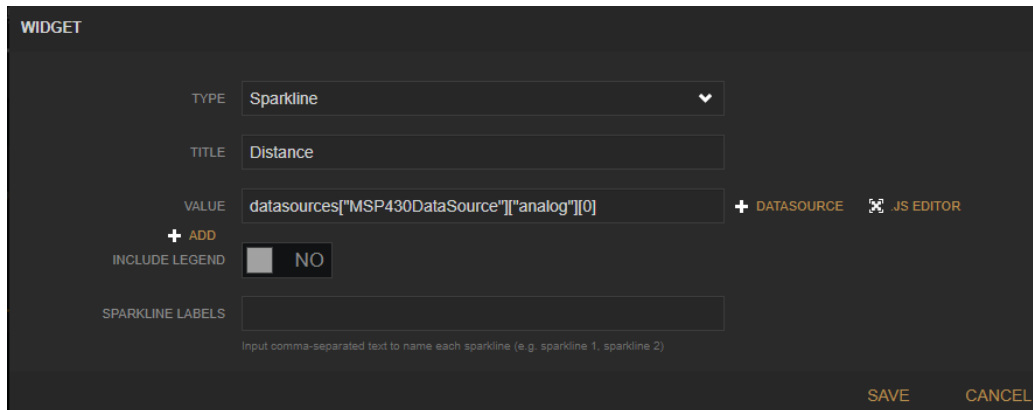 WIDGET
TYPE Sparkline
TITLE Distance
VALUE datasources["MSP430DataSource"]["analog"][0] DATASOURCE .JS EDITOR
ADD
INCLUDE LEGEND NO
SPARKLINE LABELS
Input comma-separated text to name each sparkline (e.g. sparkline 1, sparkline 2)
SAVE CANCEL